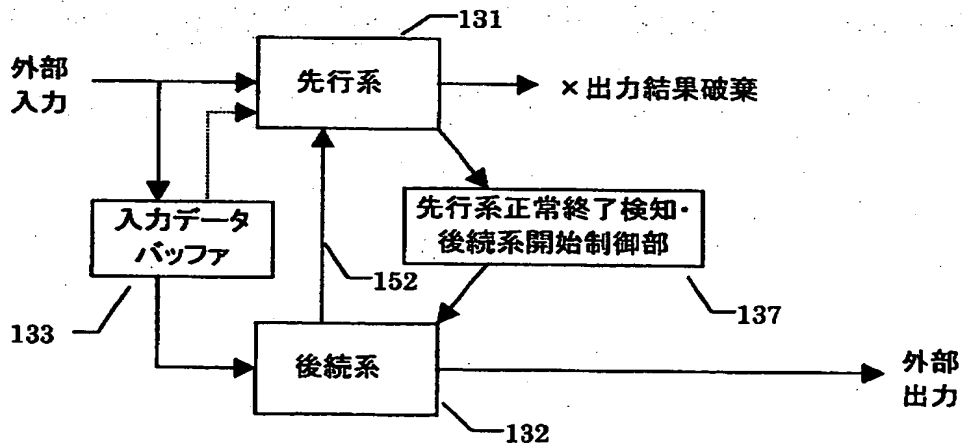 131
外部
入力
先行系
×出力結果破棄
入力データ
バッファ
先行系正常終了検知・
後続系開始制御部
152
137
133
後続系
外部
出力
132